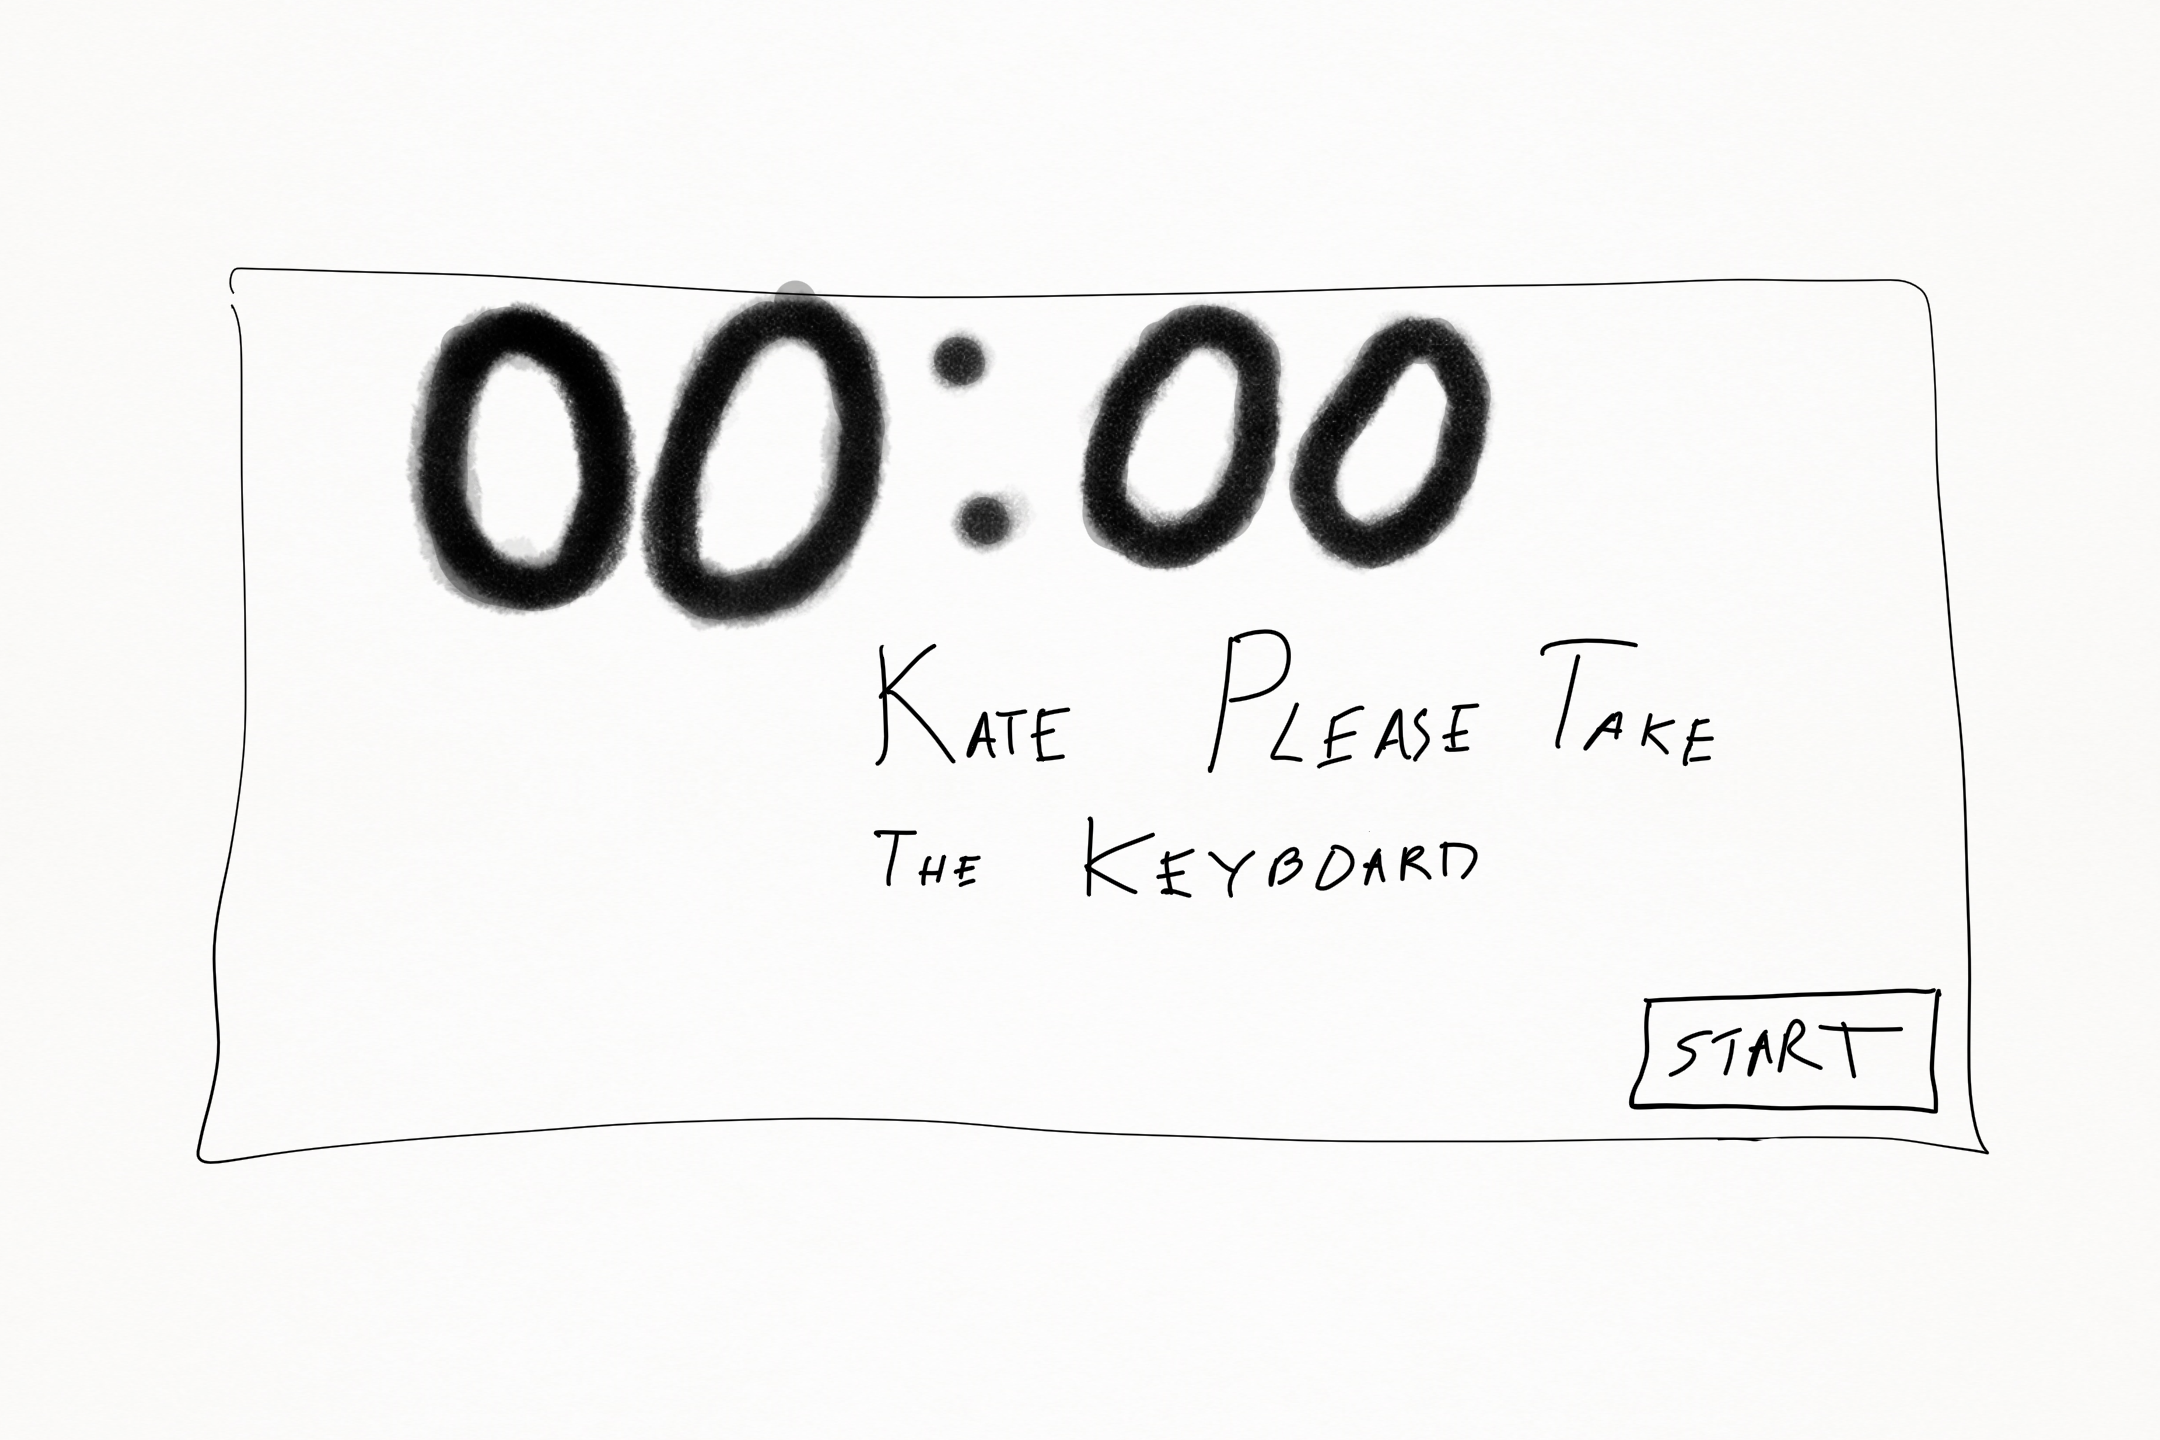 00:00
KATE PLEASE TAKE
THE KEYBOARD
START